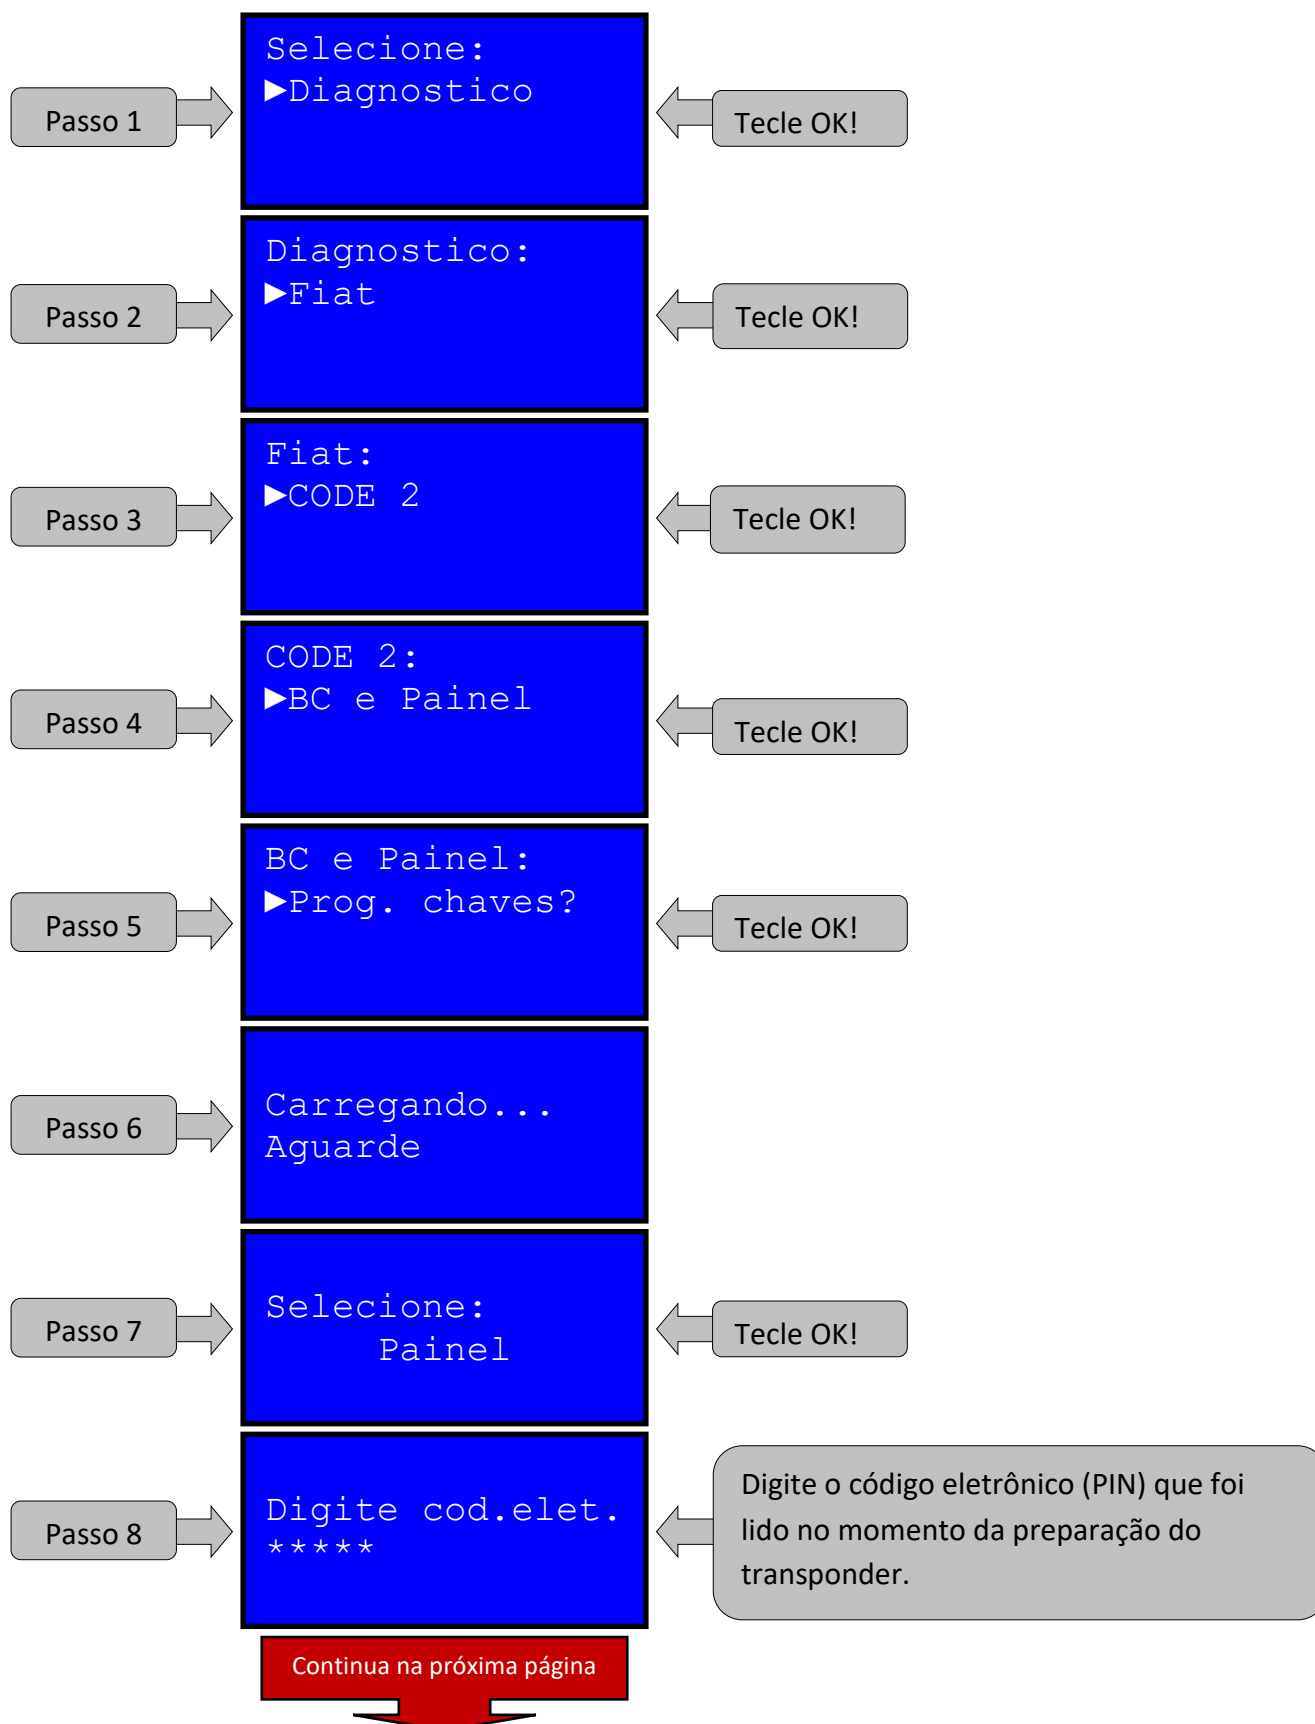 Selecione:
►Diagnostico
Passo 1
Tecle OK!
Diagnostico:
►Fiat
Passo 2
Tecle OK!
Fiat:
►CODE 2
Passo 3
Tecle OK!
CODE 2:
►BC e Painel
Passo 4
Tecle OK!
BC e Painel:
►Prog. chaves?
Passo 5
Tecle OK!
Carregando...
Aguarde
Passo 6
Selecione:
Painel
Passo 7
Tecle OK!
Digite cod.elet.
*****
Passo 8
Digite o código eletrônico (PIN) que foi
lido no momento da preparação do
transponder.
Continua na próxima página